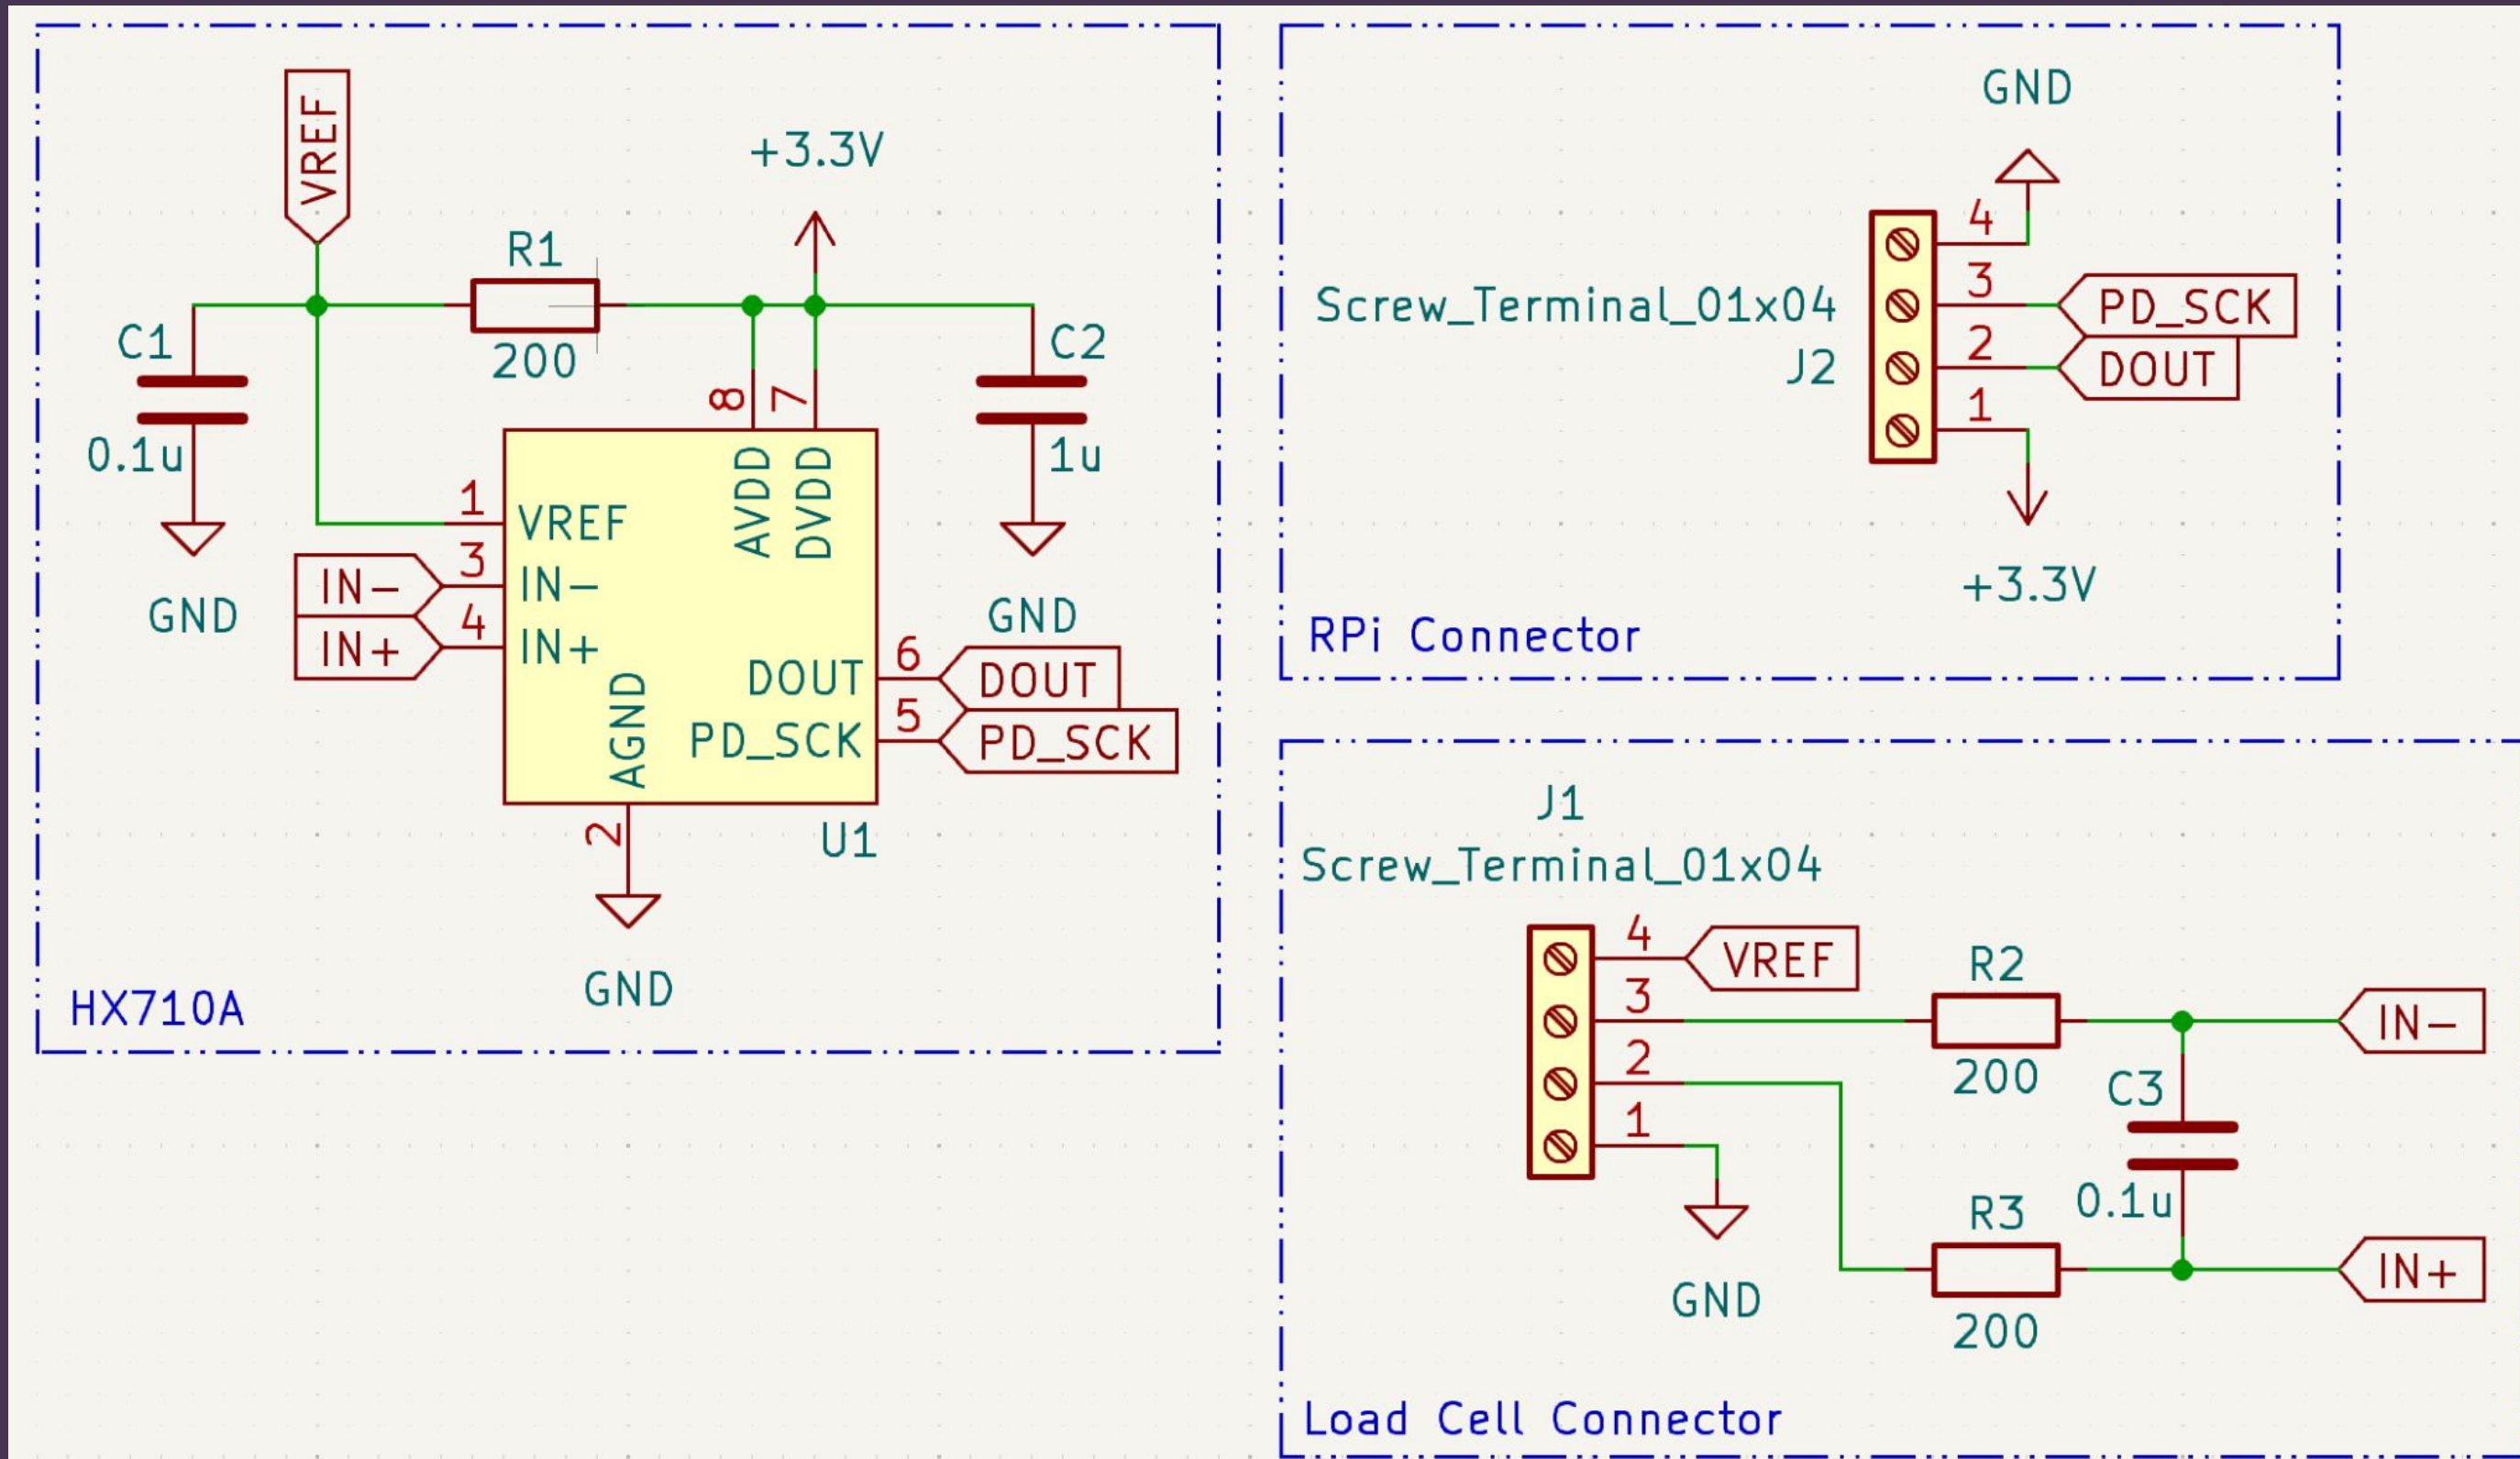 VREF
+3.3V
R1
200
C1
0.1u
C2
1u
8
7
AVDD
DVDD
1
VREF
3
IN-
IN-
4
IN+
IN+
GND
GND
DOUT
6
DOUT
PD_SCK
5
PD_SCK
AGND
2
U1
GND
HX710A
GND
4
Screw_Terminal_01x04
3
PD_SCK
J2
2
DOUT
1
+3.3V
RPi Connector
J1
Screw_Terminal_01x04
4
VREF
3
R2
200
IN-
2
1
C3
0.1u
GND
R3
200
IN+
Load Cell Connector